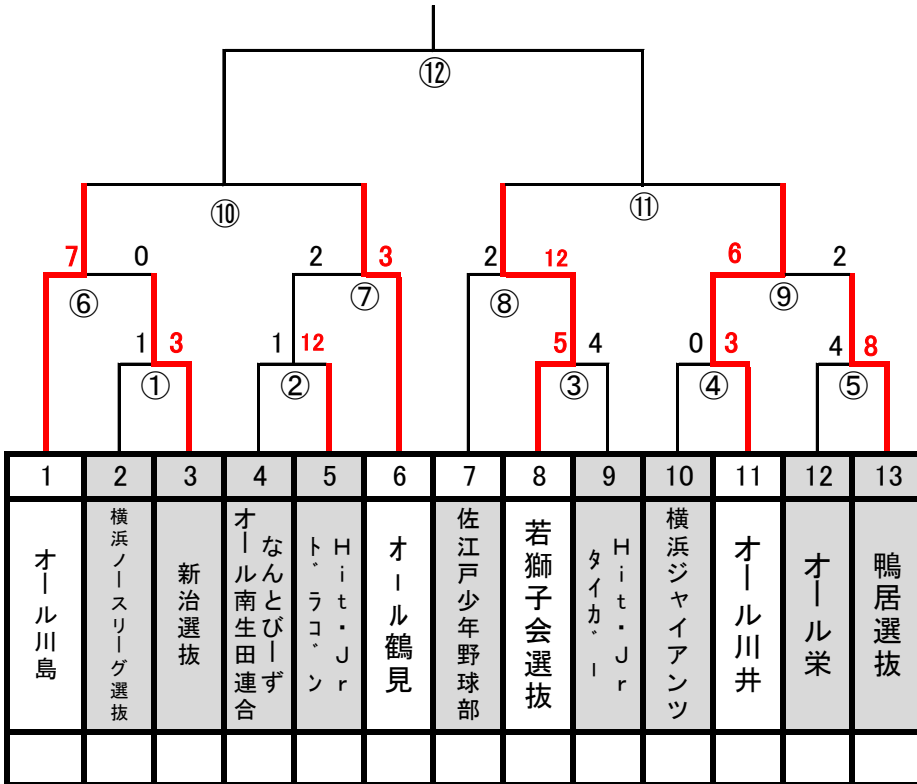 ⑫
⑩
⑪
7 0
2 3
2 12
6 2
⑥
⑦
⑧
⑨
1 3
1 12
5 4
0 3
4 8
①
②
③
④
⑤
1 2 3 4 5 6 7 8 9 10 11 12 13
オール川島
横浜ノースリーグ選抜
新治選抜
なんとびーず
オール南生田連合
Hit・Jr
ドラゴン
オール鶴見
佐江戸少年野球部
若獅子会選抜
Hit・Jr
タイガー
横浜ジャイアンツ
オール川井
オール栄
鴨居選抜